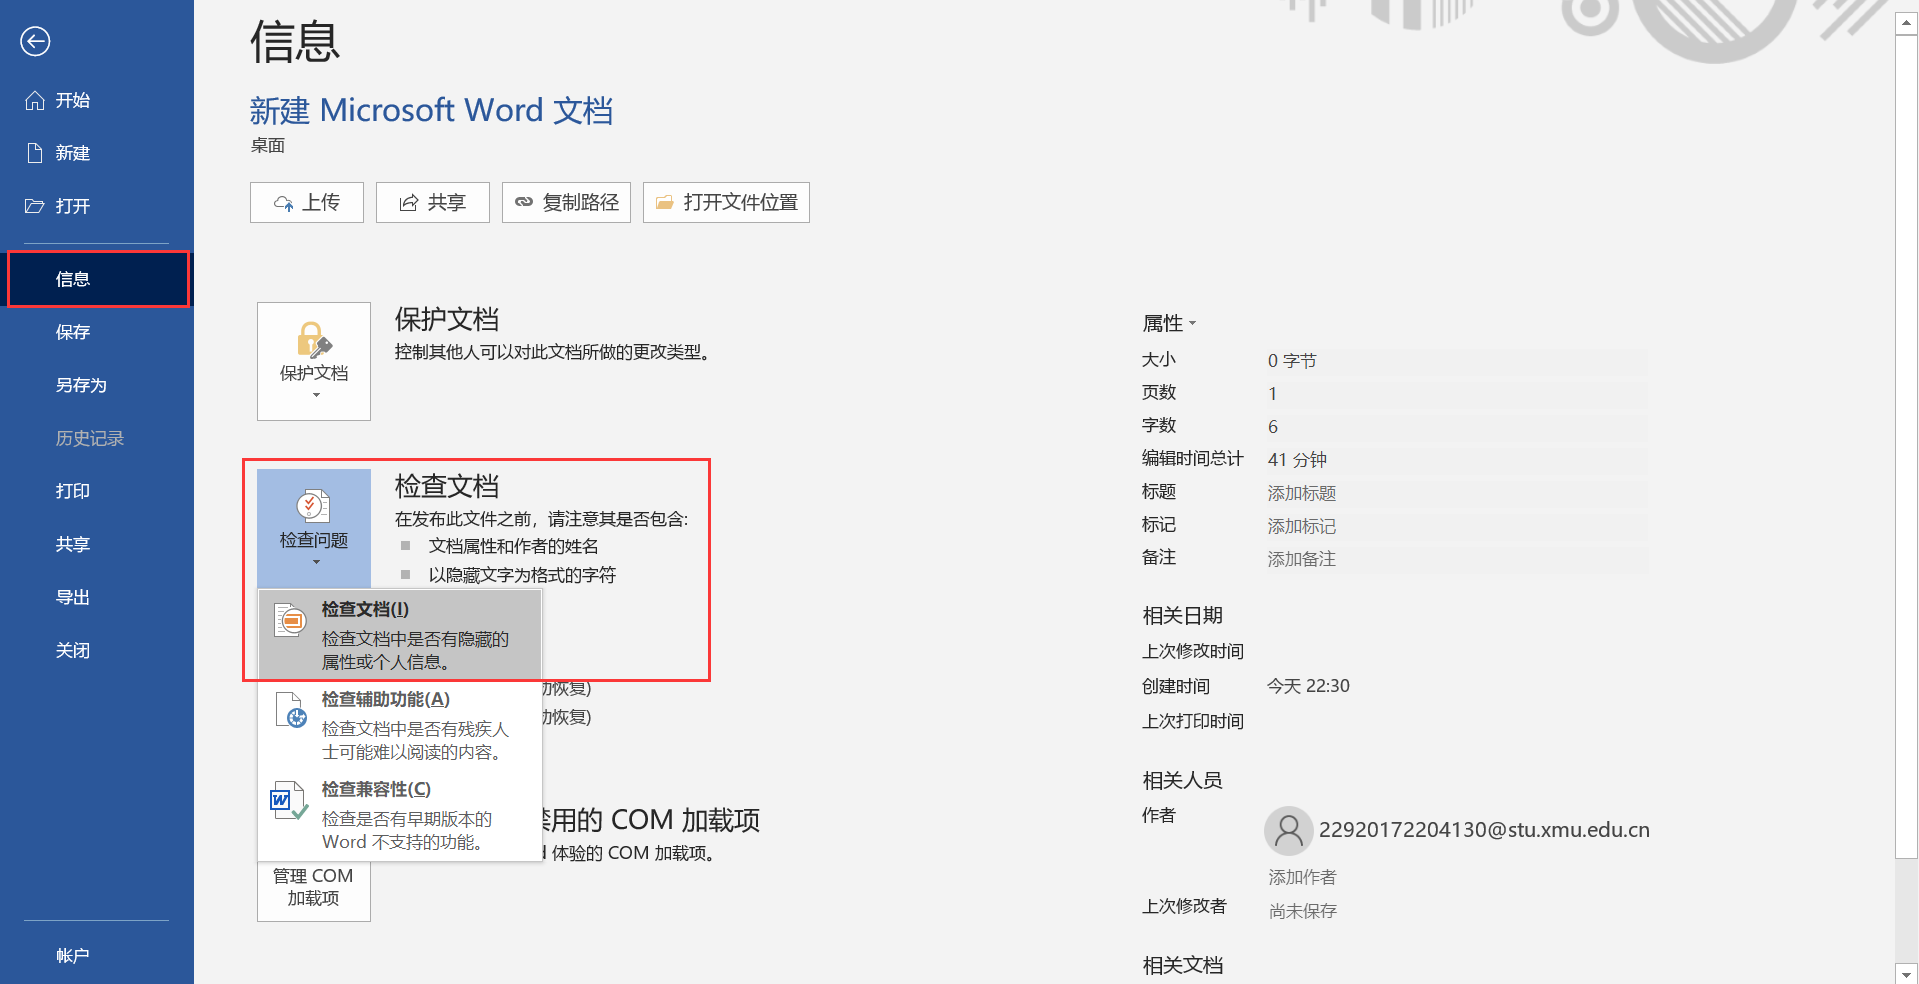 信息
新建 Microsoft Word 文档
桌面
上传
共享
复制路径
打开文件位置
开始
新建
打开
信息
保存
另存为
历史记录
打印
共享
导出
关闭
帐户
保护文档
保护文档
控制其他人可以对此文档所做的更改类型。
检查问题
检查文档
在发布此文件之前，请注意其是否包含:
文档属性和作者的姓名
以隐藏文字为格式的字符
检查文档(I)
检查文档中是否有隐藏的
属性或个人信息。
检查辅助功能(A)
检查文档中是否有残疾人
士可能难以阅读的内容。
检查兼容性(C)
检查是否有早期版本的
Word 不支持的功能。
恢复)
恢复)
用的 COM 加载项
体验的 COM 加载项。
管理 COM
加载项
属性
大小 0 字节
页数 1
字数 6
编辑时间总计 41 分钟
标题 添加标题
标记 添加标记
备注 添加备注
相关日期
上次修改时间
创建时间 今天 22:30
上次打印时间
相关人员
作者
22920172204130@stu.xmu.edu.cn
添加作者
上次修改者 尚未保存
相关文档